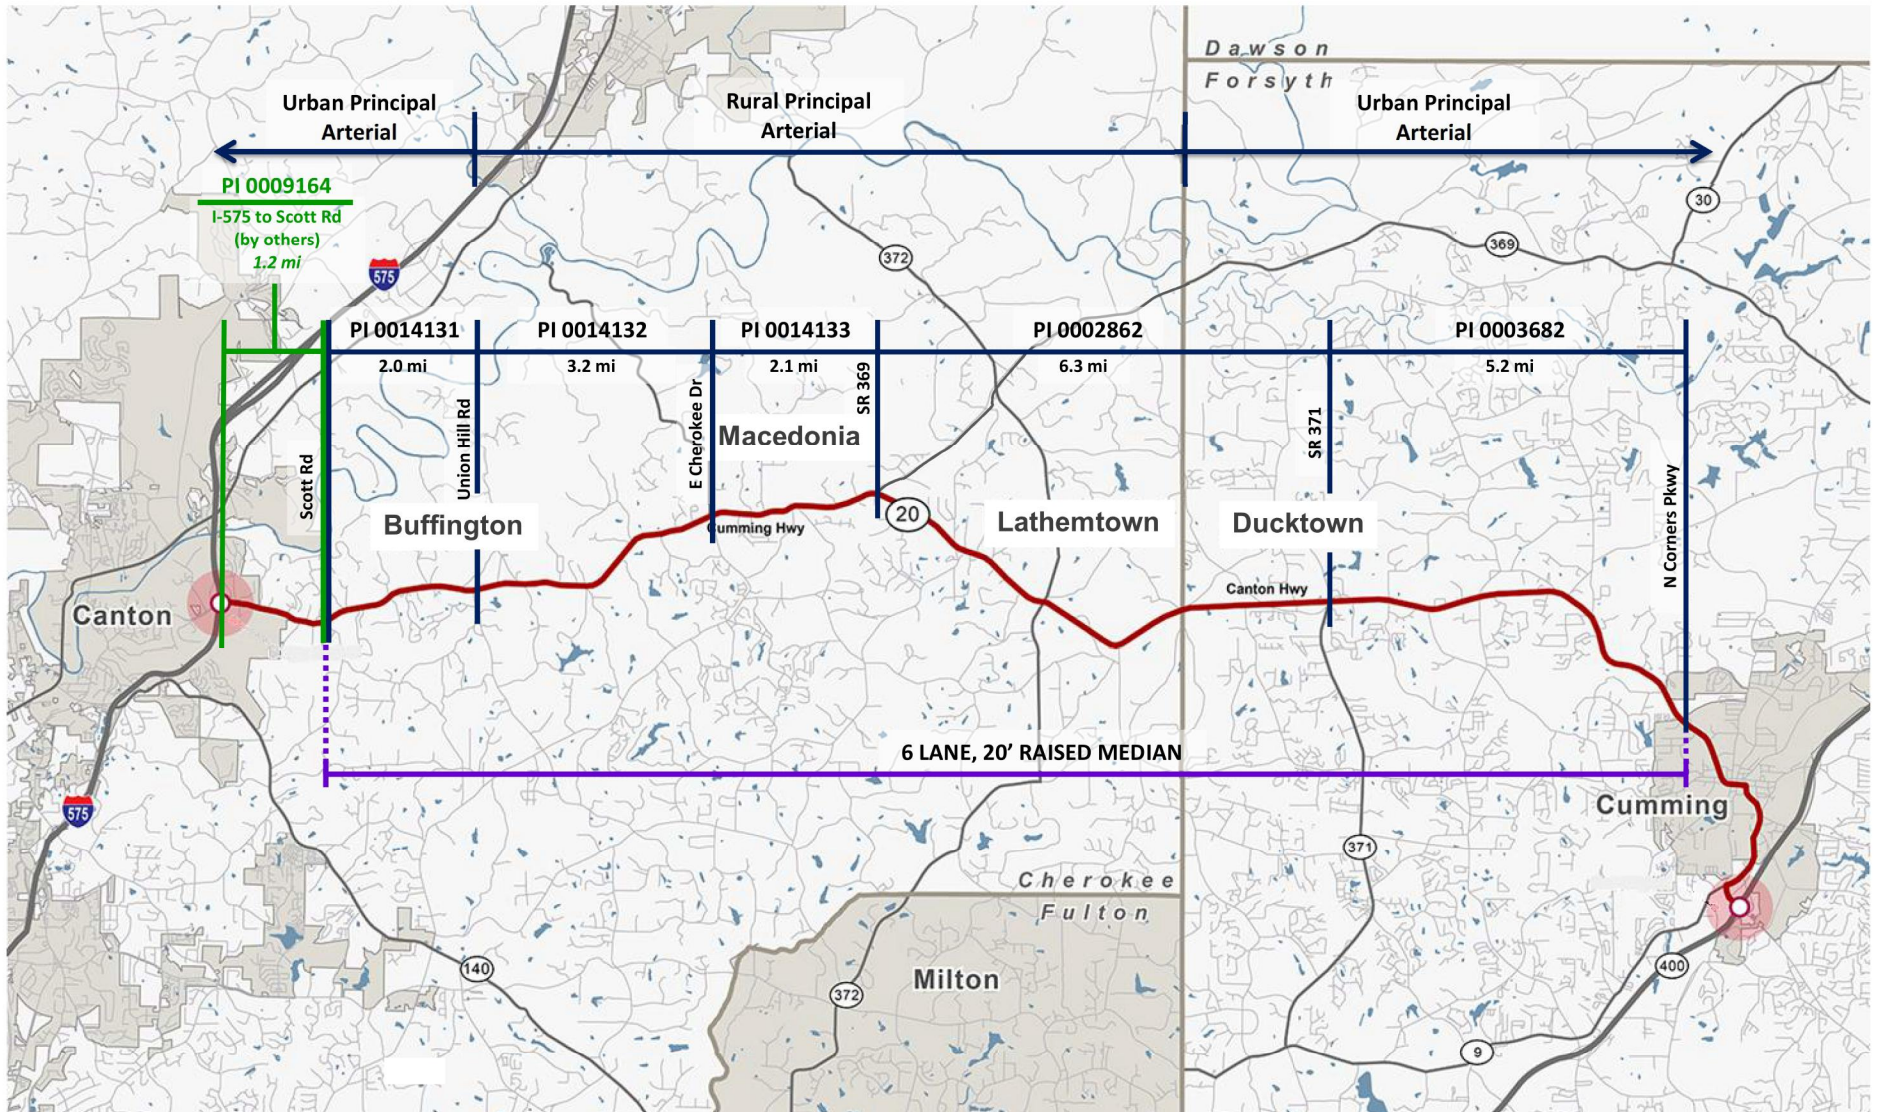 Dawson
Forsyth
Urban Principal
Arterial
Rural Principal
Arterial
Urban Principal
Arterial
PI 0009164
I-575 to Scott Rd
(by others)
1.2 mi
30
369
372
575
PI 0014131
PI 0014132
PI 0014133
PI 0002862
PI 0003682
2.0 mi
3.2 mi
2.1 mi
6.3 mi
5.2 mi
Scott Rd
Union Hill Rd
E Cherokee Dr
SR 369
SR 371
N Corners Pkwy
Macedonia
Buffington
Cumming Hwy
20
Lathemtown
Ducktown
Canton Hwy
Canton
6 LANE, 20’ RAISED MEDIAN
575
Cumming
371
Cherokee
Fulton
140
372
Milton
400
9